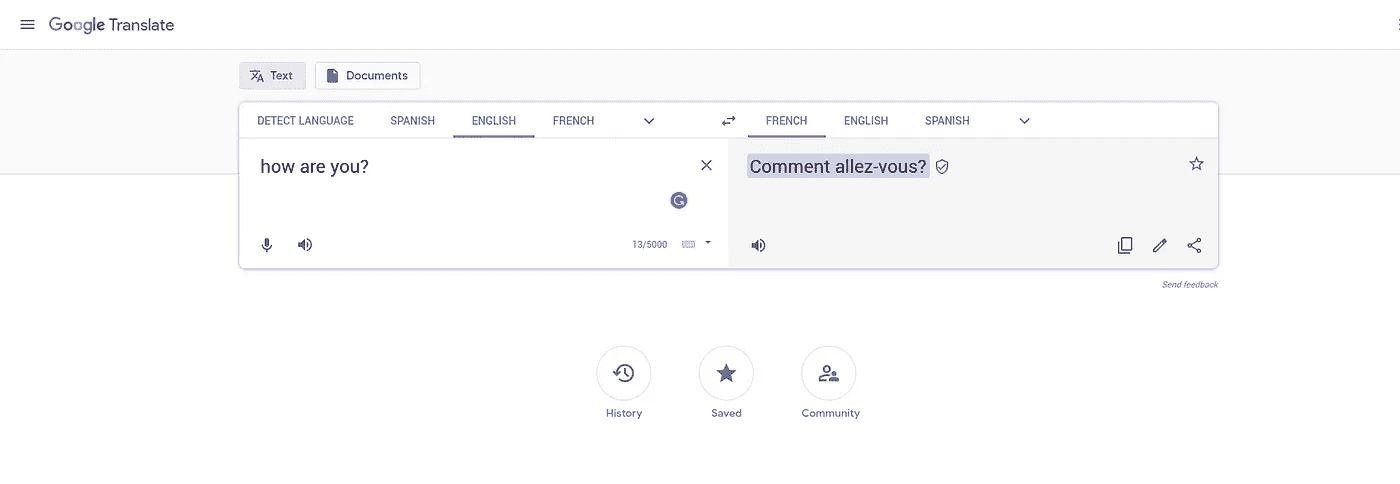 Google Translate
Text Documents
DETECT LANGUAGE SPANISH ENGLISH FRENCH FRENCH ENGLISH SPANISH
how are you? Comment allez-vous?
13/5000
Send feedback
History Saved Community